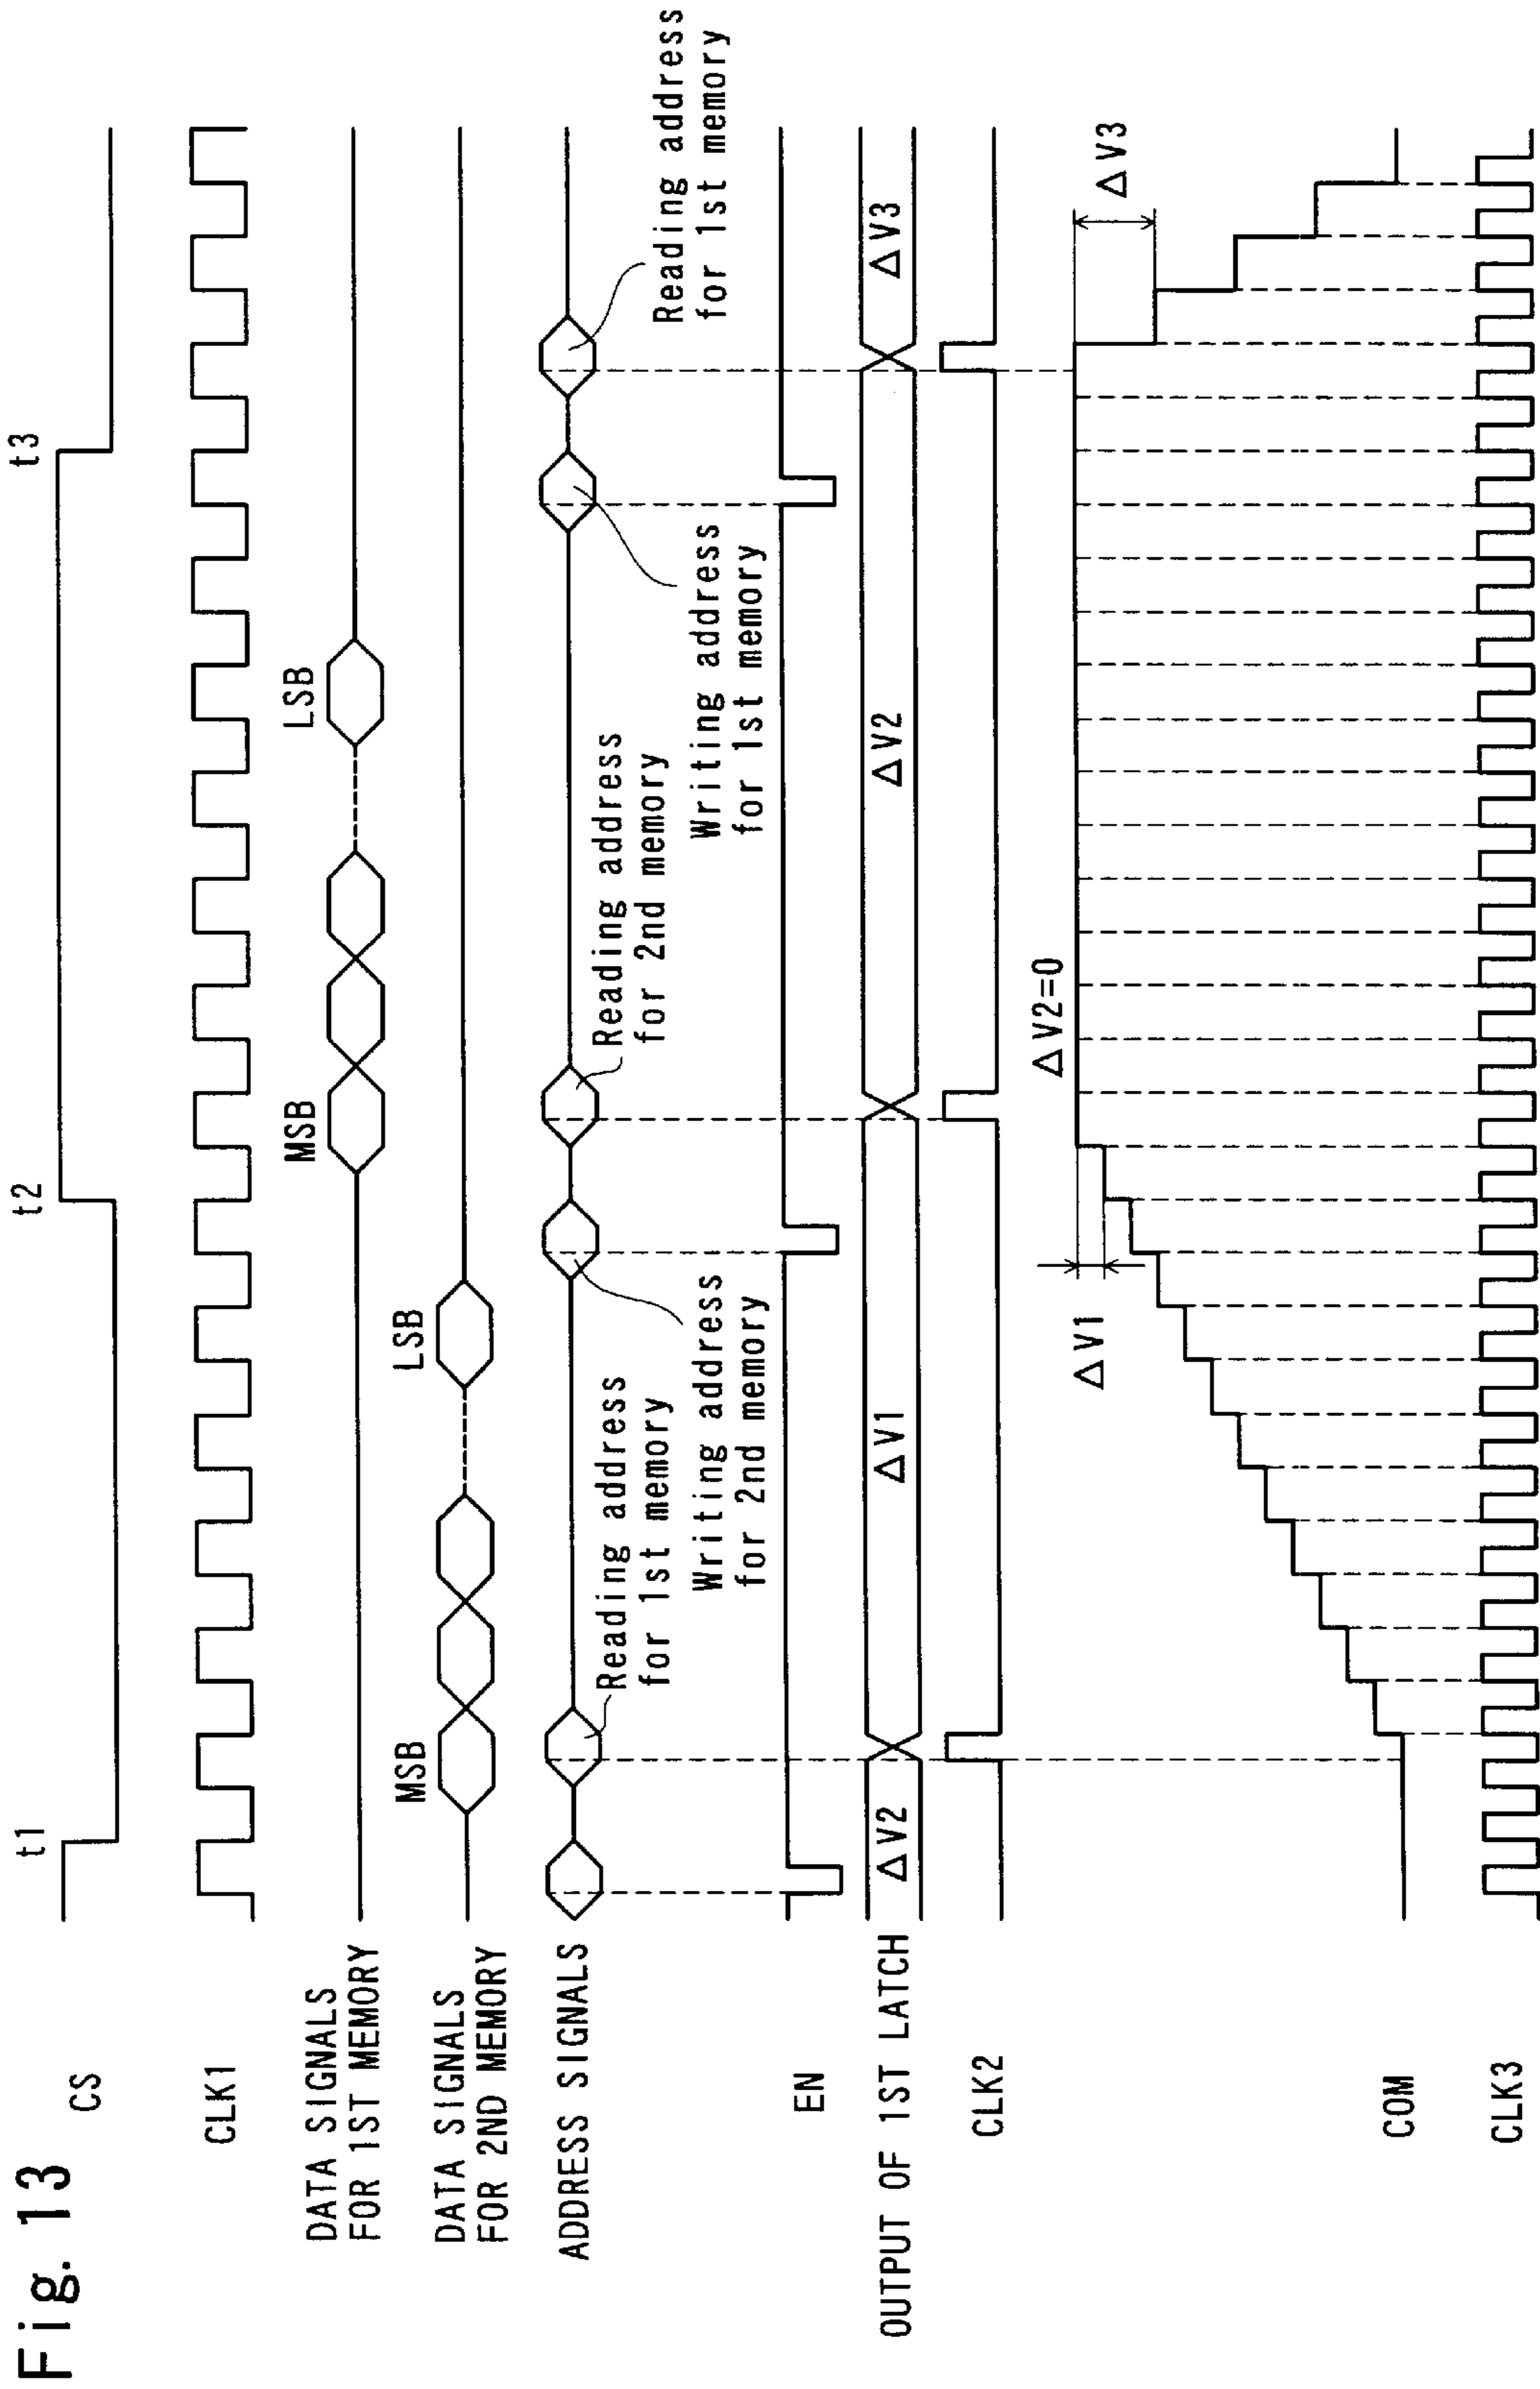 Fig. 13
t1
t2
t3
CS
CLK1
DATA SIGNALS
FOR 1ST MEMORY
MSB
LSB
DATA SIGNALS
FOR 2ND MEMORY
MSB
LSB
ADDRESS SIGNALS
Reading address
for 1st memory
Writing address
for 2nd memory
Reading address
for 2nd memory
Writing address
for 1st memory
Reading address
for 1st memory
EN
OUTPUT OF 1ST LATCH
ΔV2
ΔV1
ΔV2
ΔV3
CLK2
ΔV1
ΔV2=0
ΔV3
COM
CLK3